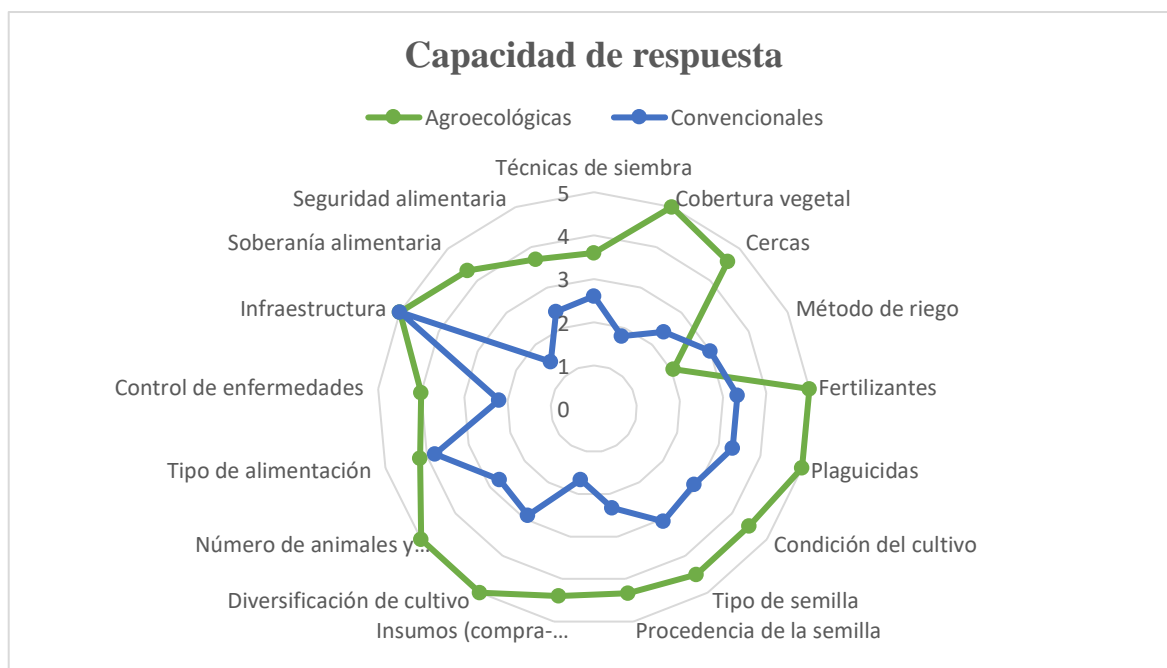 Capacidad de respuesta
Agroecológicas
Convencionales
Técnicas de siembra
Cobertura vegetal
Cercas
Método de riego
Fertilizantes
Plaguicidas
Condición del cultivo
Tipo de semilla
Procedencia de la semilla
Insumos (compra-...
Diversificación de cultivo
Número de animales y...
Tipo de alimentación
Control de enfermedades
Infraestructura
Soberanía alimentaria
Seguridad alimentaria
5
4
3
2
1
0